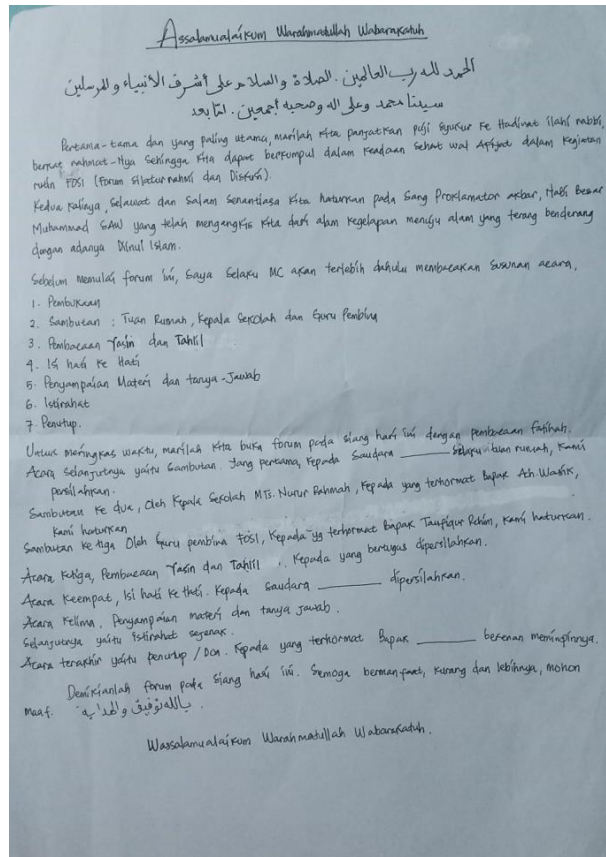 Assalamualaikum Warahmatullah Wabarakatuh
الحمد لله رب العالمين. الصلاة والسلام على أشرف الأنبياء والمرسلين
سيدنا محمد وعلى اله وصحبه أجمعين. امّا بعد
Pertama-tama dan yang paling utama, marilah kita panjatkan puji syukur ke Hadirat ilahi rabbi,
berkat rahmat-Nya sehingga kita dapat berkumpul dalam keadaan sehat wal Afiyat dalam kegiatan
rutin FOSI (Forum silaturrahmi dan Diskusi).
Kedua kalinya, selawat dan salam senantiasa kita haturkan pada Sang Proklamator akbar, Nabi Besar
Muhammad SAW yang telah mengangkis kita dari alam kegelapan menuju alam yang terang benderang
dengan adanya Dinul Islam.
Sebelum memulai forum ini, saya selaku MC akan terlebih dahulu membacakan susunan acara.
1. Pembukaan
2. Sambutan : Tuan Rumah, Kepala Sekolah dan Guru Pembina
3. Pembacaan Yasin dan Tahlil
4. Isi hati ke Hati
5. Penyampaian Materi dan tanya-Jawab
6. Istirahat
7. Penutup.
Untuk meringkas waktu, marilah kita buka forum pada siang hari ini dengan pembacaan fatihah.
Acara selanjutnya yaitu sambutan. Yang pertama, kepada saudara ________ selaku tuan rumah, kami
persilahkan.
Sambutan ke dua, oleh Kepala Sekolah MTs. Nurur Rahmah, Kepada yang terhormat Bapak Ah. Wasik,
kami haturkan
Sambutan ketiga oleh Guru pembina FOSI, Kepada yg terhormat Bapak Taufiqur Rohim, kami haturkan.
Acara ketiga, Pembacaan Yasin dan Tahlil . Kepada yang bertugas dipersilahkan.
Acara keempat, Isi hati ke Hati. Kepada saudara ________ dipersilahkan.
Acara kelima. Penyampaian materi dan tanya jawab.
Selanjutnya yaitu istirahat sejenak.
Acara terakhir yaitu penutup / Doa. Kepada yang terhormat Bapak ________ berkenan memimpinnya.
Demikianlah forum pada siang hari ini. Semoga bermanfaat, kurang dan lebihnya, mohon
maaf. بالله توفيق والهداية.
Wassalamualaikum Warahmatullah Wabarakatuh.